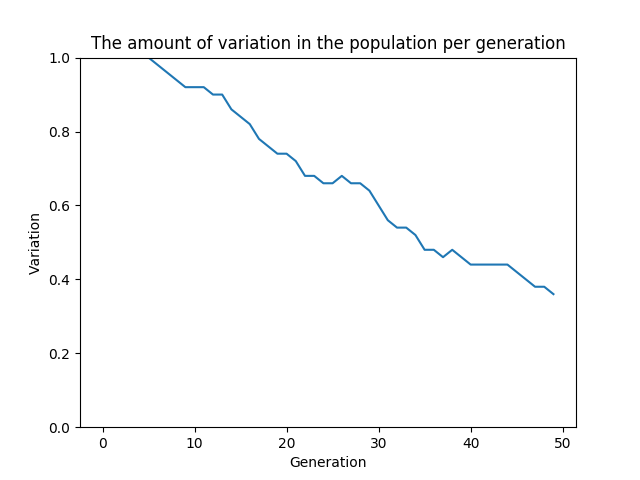 The amount of variation in the population per generation
1.0
0.8
0.6
0.4
0.2
0.0
Variation
0 10 20 30 40 50
Generation